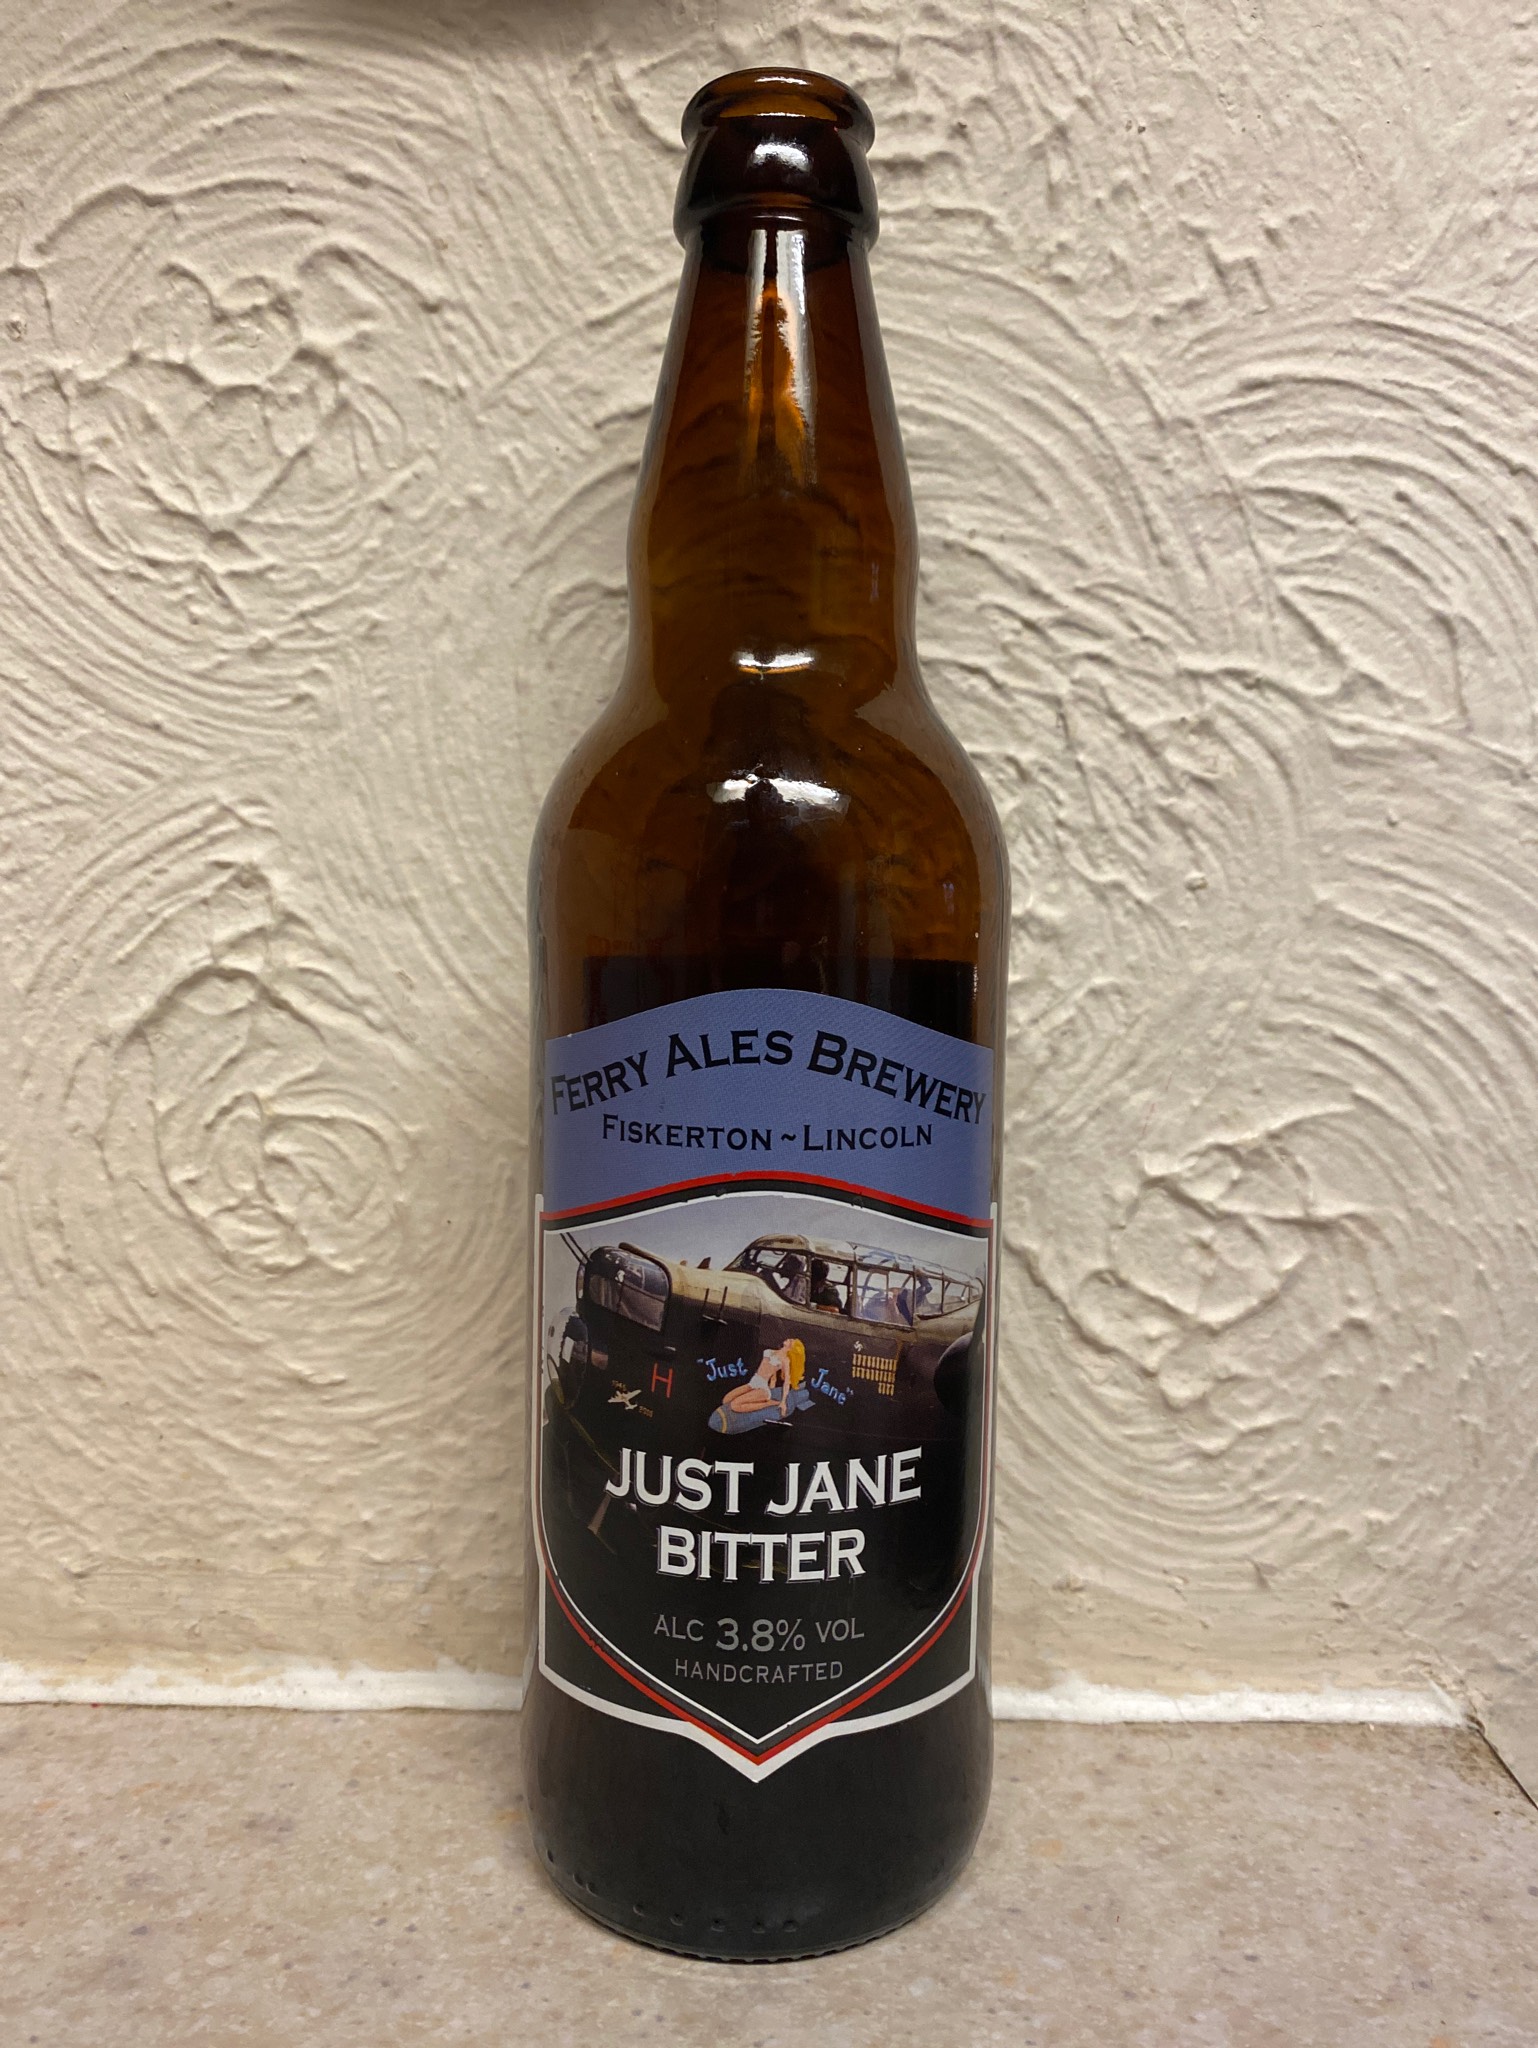 FERRY ALES BREWERY
FISKERTON ~ LINCOLN
H
"Just Jane"
JUST JANE
BITTER
ALC 3.8% VOL
HANDCRAFTED